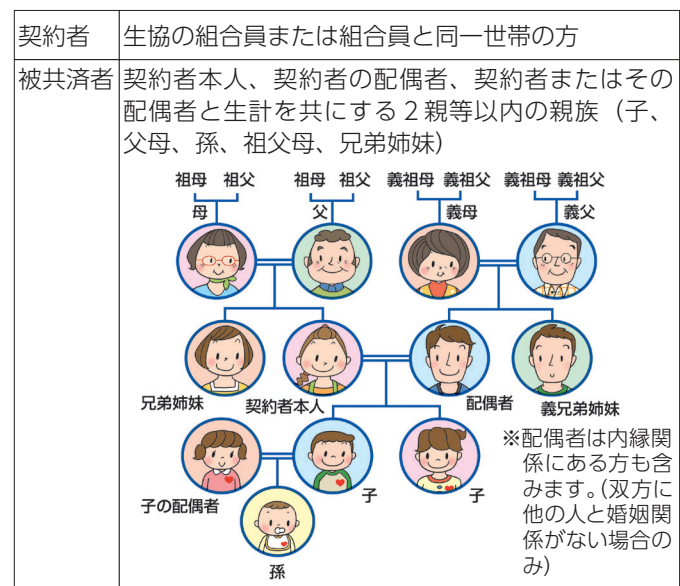 契約者
生協の組合員または組合員と同一世帯の方
被共済者
契約者本人、契約者の配偶者、契約者またはその
配偶者と生計を共にする2親等以内の親族(子、
父母、孫、祖父母、兄弟姉妹)
祖母 祖父 祖母 祖父 義祖母 義祖父 義祖母 義祖父
母 父 義母 義父
兄弟姉妹 契約者本人 配偶者 義兄弟姉妹
子の配偶者 子 子
孫
※配偶者は内縁関
係にある方も含
みます。(双方に
他の人と婚姻関
係がない場合の
み)